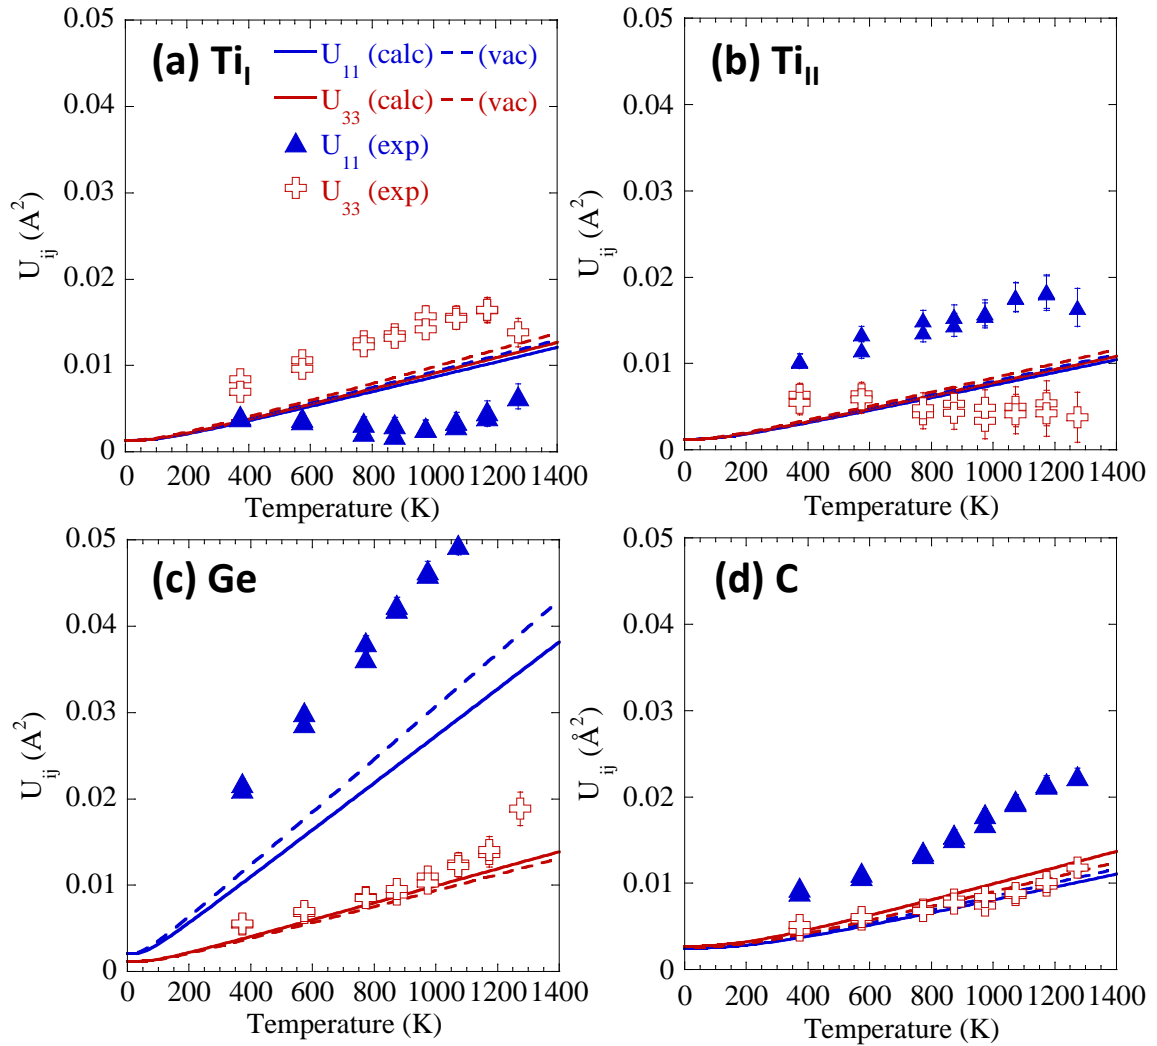 (a) Ti_I
U_11 (calc) (vac)
U_33 (calc) (vac)
U_11 (exp)
U_33 (exp)
0.05
0.04
0.03
0.02
0.01
0
U_ij (A^2)
0 200 400 600 800 1000 1200 1400
Temperature (K)
(b) Ti_II
0.05
0.04
0.03
0.02
0.01
0
U_ij (A^2)
0 200 400 600 800 1000 1200 1400
Temperature (K)
(c) Ge
0.05
0.04
0.03
0.02
0.01
0
U_ij (A^2)
0 200 400 600 800 1000 1200 1400
Temperature (K)
(d) C
0.05
0.04
0.03
0.02
0.01
0
U_ij (Å^2)
0 200 400 600 800 1000 1200 1400
Temperature (K)